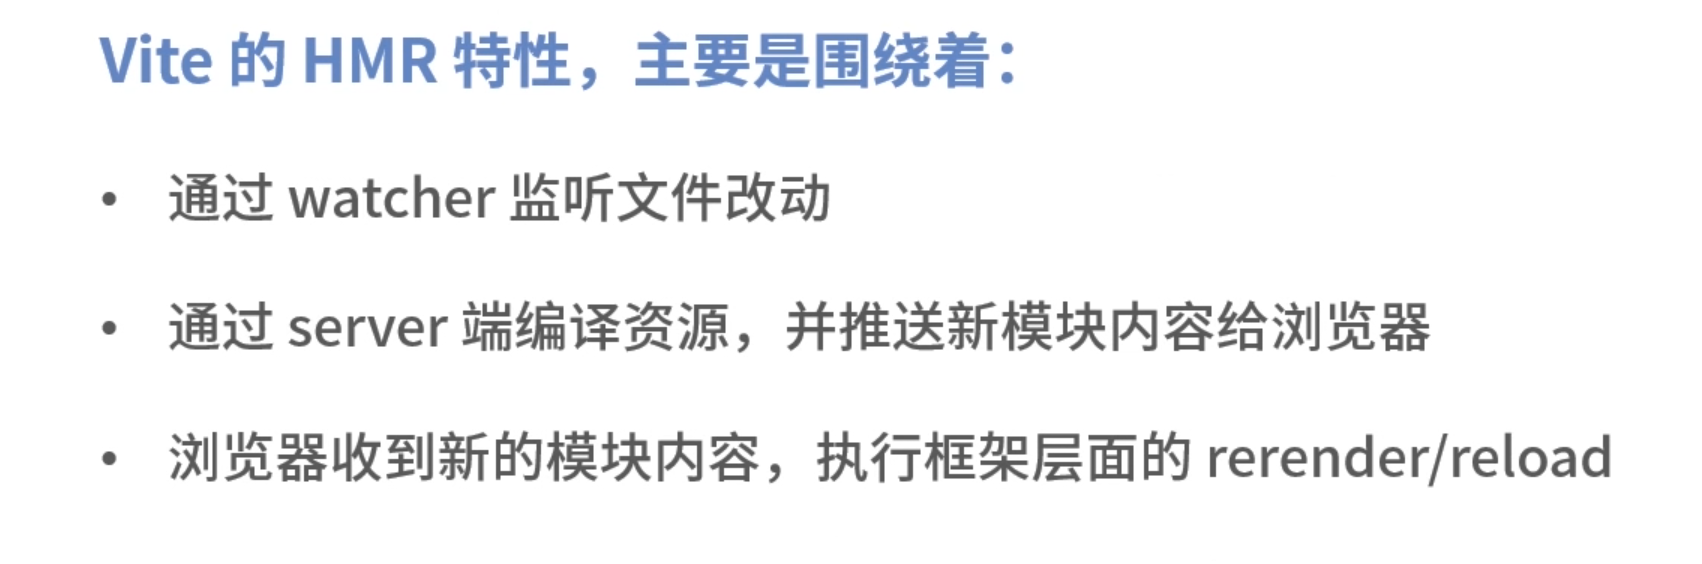 Vite 的 HMR 特性，主要是围绕着：
• 通过 watcher 监听文件改动
• 通过 server 端编译资源，并推送新模块内容给浏览器
• 浏览器收到新的模块内容，执行框架层面的 rerender/reload